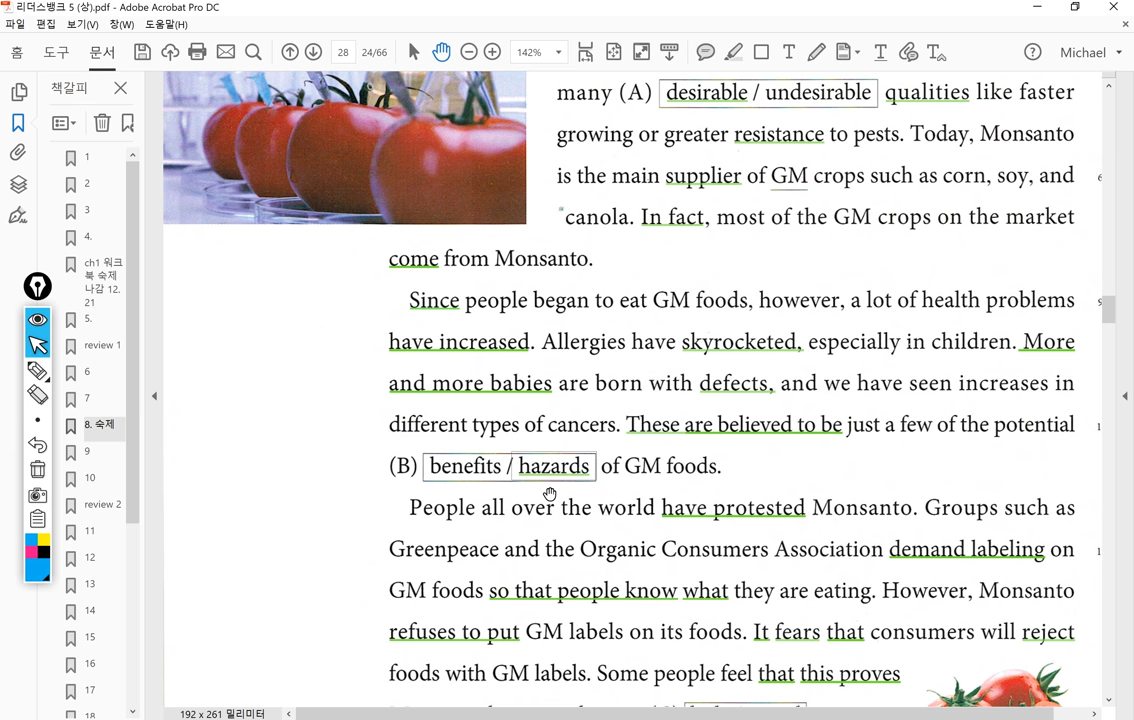 리더스뱅크 5 (상).pdf - Adobe Acrobat Pro DC
파일 편집 보기(V) 창(W) 도움말(H)
홈 도구 문서 28 24/66 142% Michael
책갈피
1
2
3
4.
ch1 워크
북 숙제
나감 12.
21
5.
review 1
6
7
8. 숙제
9
10
review 2
11
12
13
14
15
16
17
18
many (A) desirable / undesirable qualities like faster
growing or greater resistance to pests. Today, Monsanto
is the main supplier of GM crops such as corn, soy, and
*canola. In fact, most of the GM crops on the market
come from Monsanto.
Since people began to eat GM foods, however, a lot of health problems
have increased. Allergies have skyrocketed, especially in children. More
and more babies are born with defects, and we have seen increases in
different types of cancers. These are believed to be just a few of the potential
(B) benefits / hazards of GM foods.
People all over the world have protested Monsanto. Groups such as
Greenpeace and the Organic Consumers Association demand labeling on
GM foods so that people know what they are eating. However, Monsanto
refuses to put GM labels on its foods. It fears that consumers will reject
foods with GM labels. Some people feel that this proves
192 x 261 밀리미터